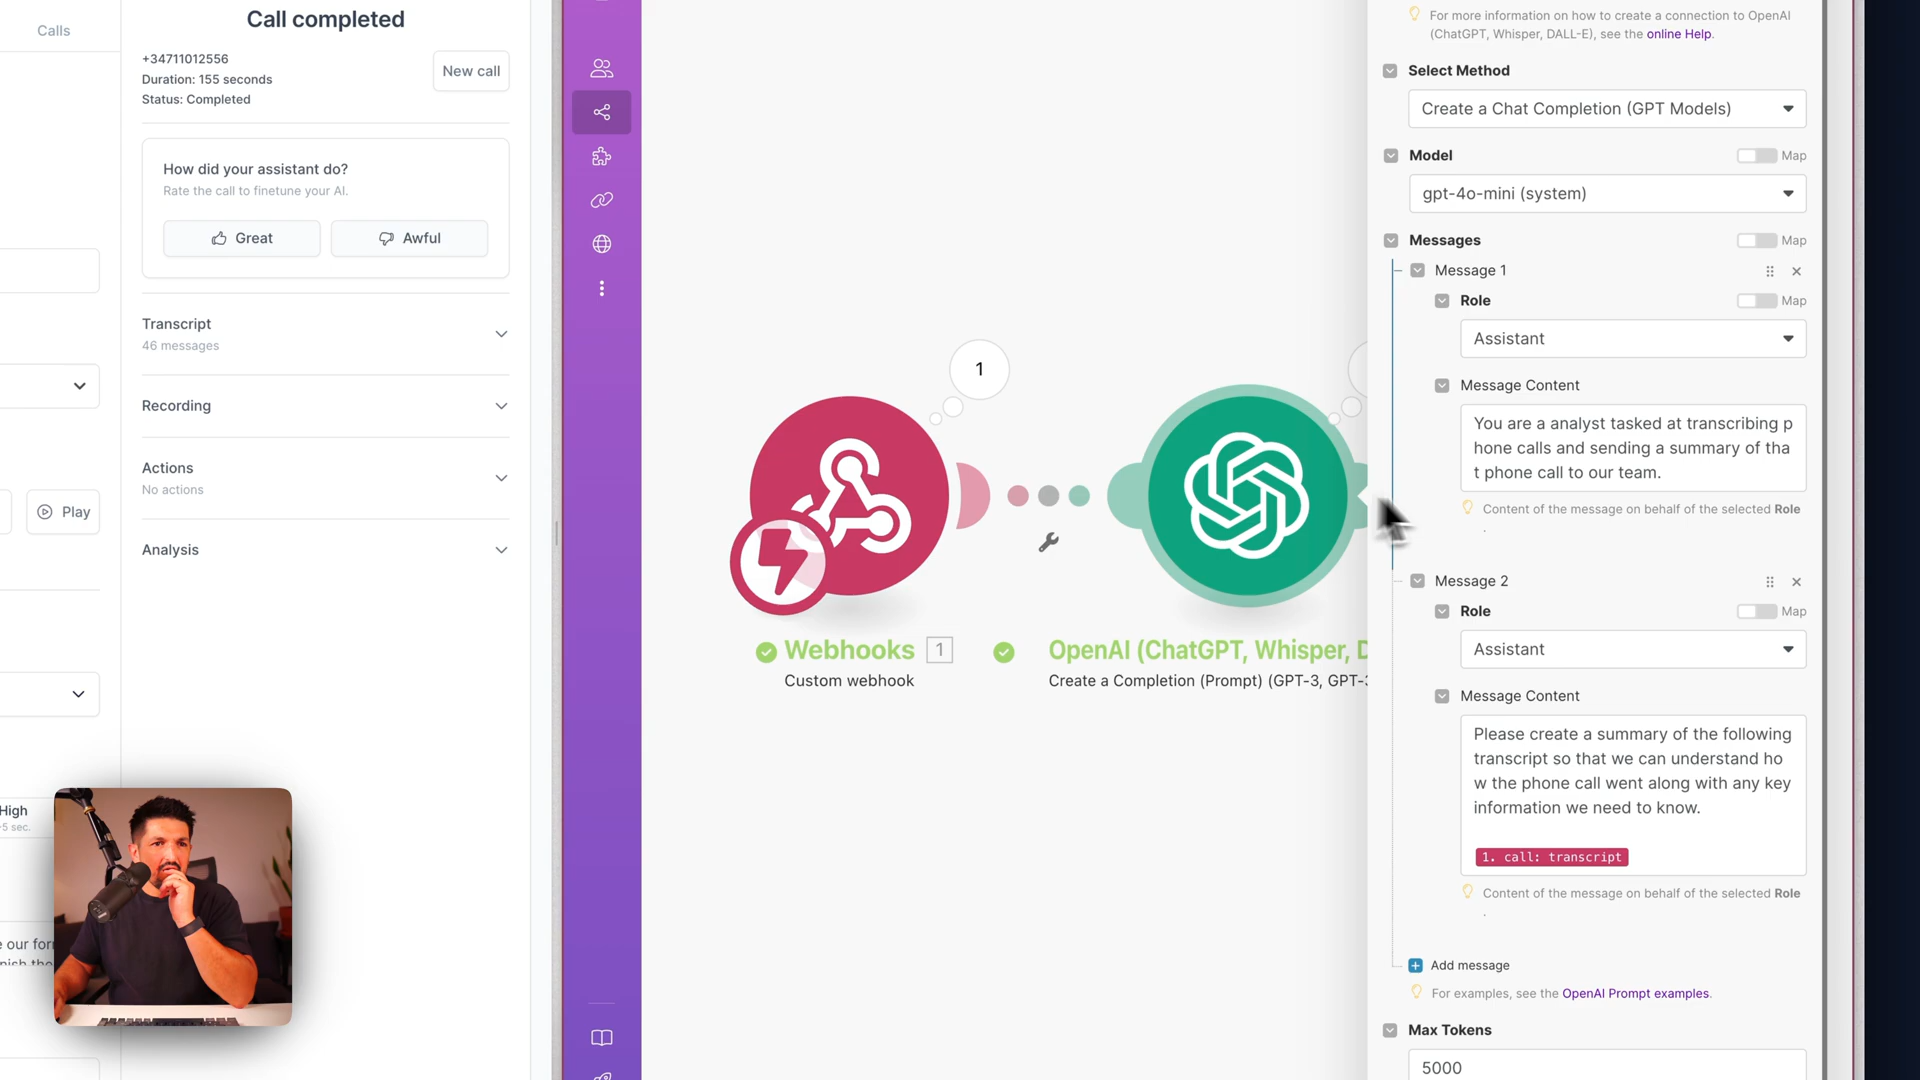 Calls
Call completed
+34711012556
Duration: 155 seconds
Status: Completed
New call
How did your assistant do?
Rate the call to finetune your AI.
Great
Awful
Transcript
46 messages
Recording
Actions
No actions
Analysis
Play
High
5 sec.
e our for
1
Webhooks 1
Custom webhook
OpenAI (ChatGPT, Whisper, D
Create a Completion (Prompt) (GPT-3, GPT-3
For more information on how to create a connection to OpenAI
(ChatGPT, Whisper, DALL-E), see the online Help.
Select Method
Create a Chat Completion (GPT Models)
Model
Map
gpt-4o-mini (system)
Messages
Map
Message 1
Role
Map
Assistant
Message Content
You are a analyst tasked at transcribing p
hone calls and sending a summary of tha
t phone call to our team.
Content of the message on behalf of the selected Role
.
Message 2
Role
Map
Assistant
Message Content
Please create a summary of the following
transcript so that we can understand ho
w the phone call went along with any key
information we need to know.
1. call: transcript
Content of the message on behalf of the selected Role
.
Add message
For examples, see the OpenAI Prompt examples.
Max Tokens
5000